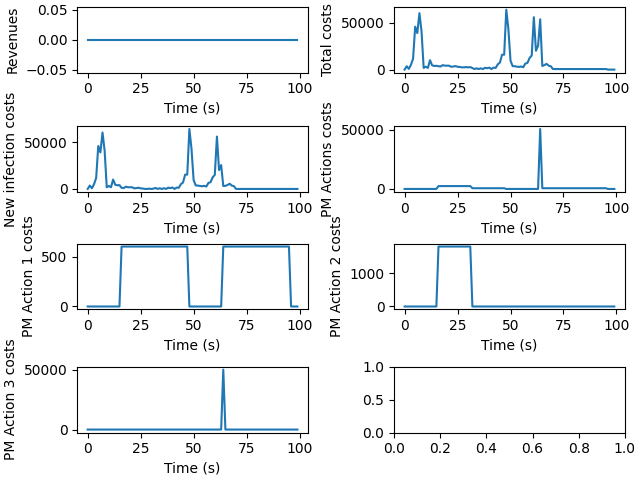 Revenues
0.05
0.00
−0.05
0 25 50 75 100
Time (s)
Total costs
50000
0
0 25 50 75 100
Time (s)
New infection costs
50000
0
0 25 50 75 100
Time (s)
PM Actions costs
50000
0
0 25 50 75 100
Time (s)
PM Action 1 costs
500
0
0 25 50 75 100
Time (s)
PM Action 2 costs
1000
0
0 25 50 75 100
Time (s)
PM Action 3 costs
50000
0
0 25 50 75 100
Time (s)
1.0
0.5
0.0
0.0 0.2 0.4 0.6 0.8 1.0